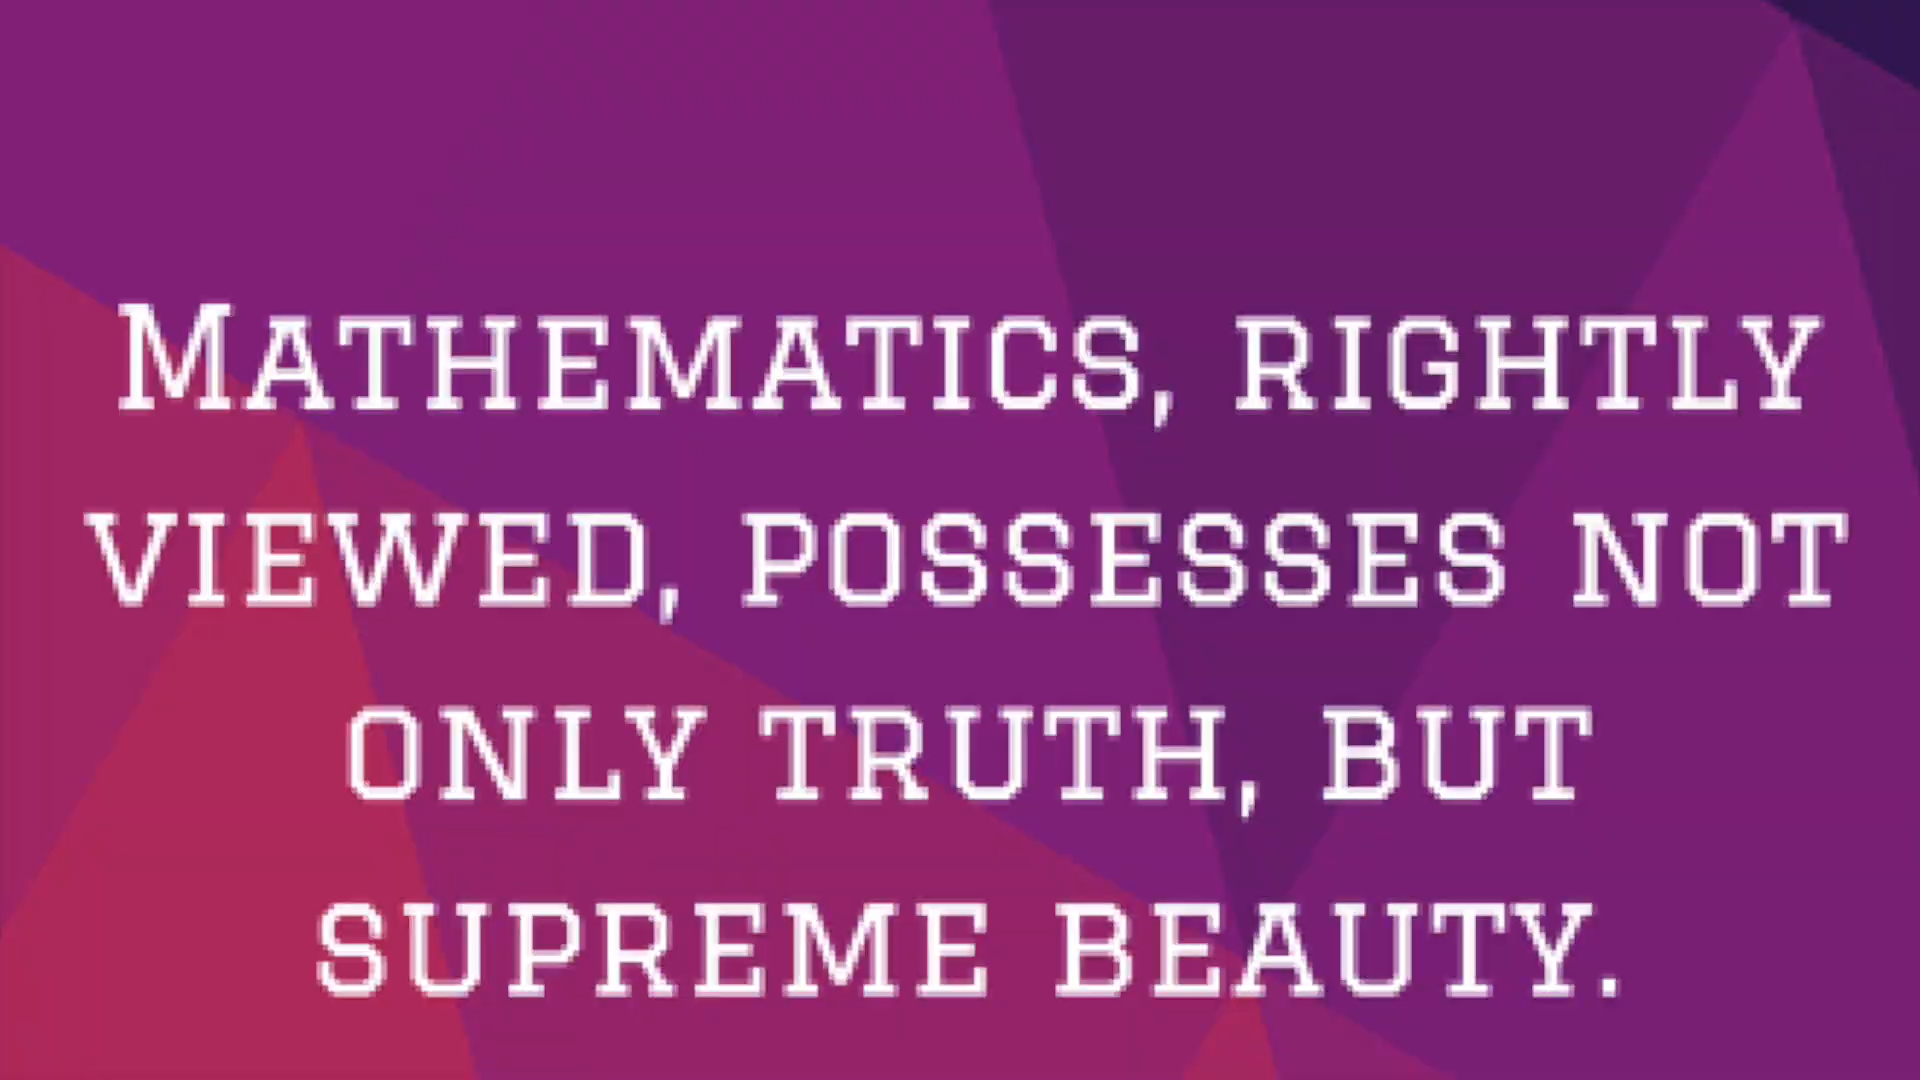 Mathematics, rightly
viewed, possesses not
only truth, but
supreme beauty.